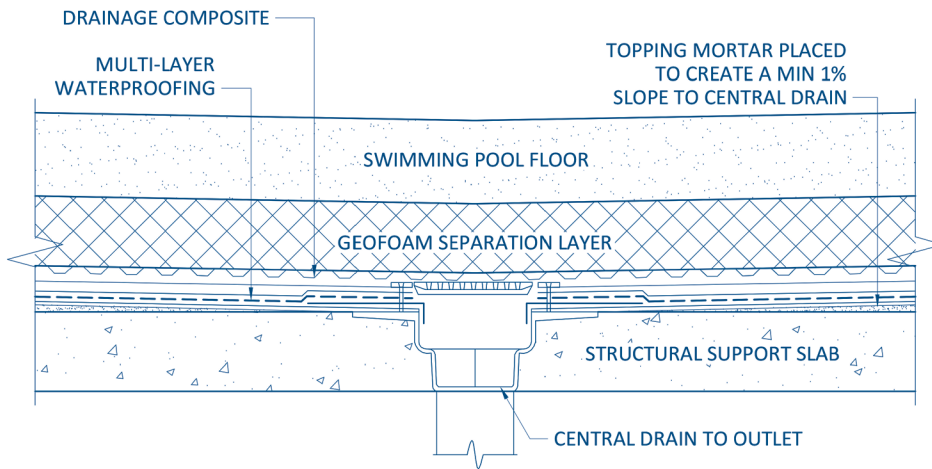 DRAINAGE COMPOSITE
MULTI-LAYER
WATERPROOFING
TOPPING MORTAR PLACED
TO CREATE A MIN 1%
SLOPE TO CENTRAL DRAIN
SWIMMING POOL FLOOR
GEOFOAM SEPARATION LAYER
STRUCTURAL SUPPORT SLAB
CENTRAL DRAIN TO OUTLET